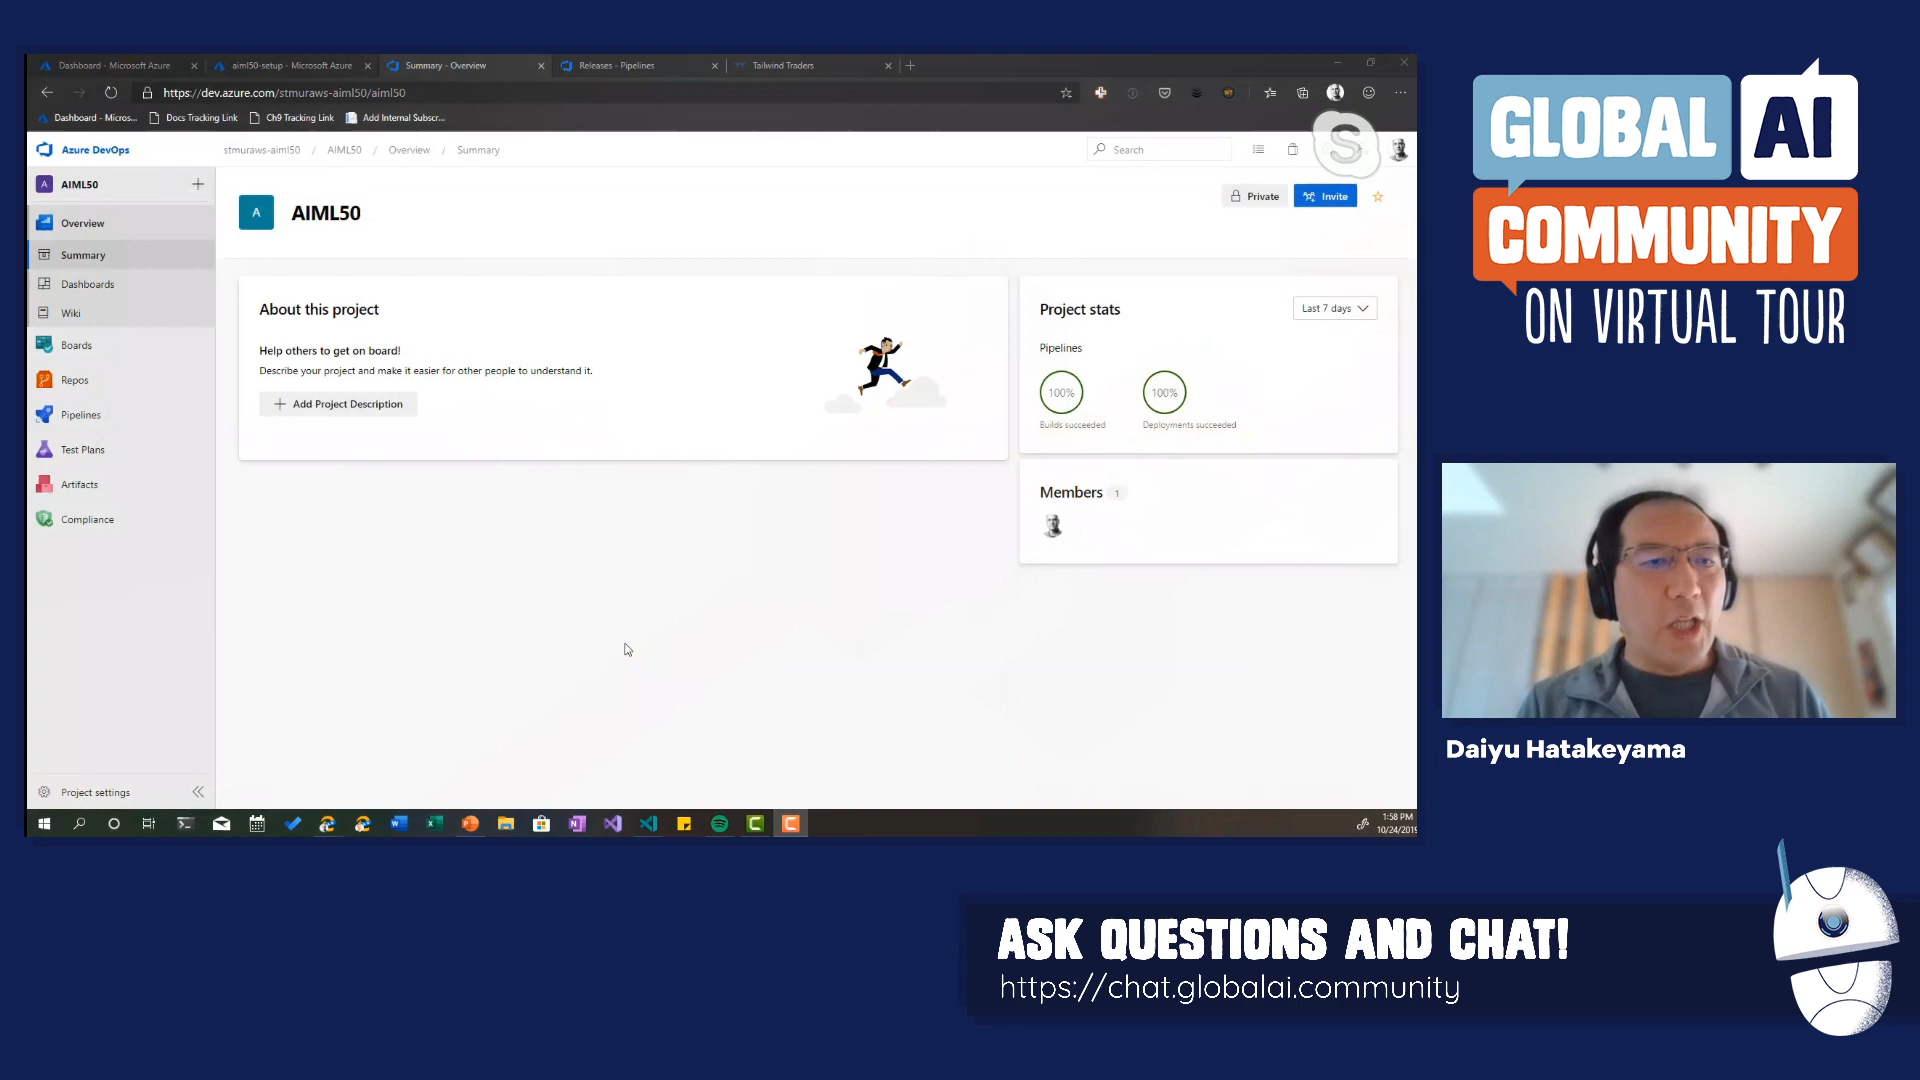 Dashboard - Microsoft Azure
aiml50-setup - Microsoft Azure
Summary - Overview
Releases - Pipelines
Tailwind Traders
https://dev.azure.com/stmuraws-aiml50/aiml50
Dashboard - Micros...
Docs Tracking Link
Ch9 Tracking Link
Add Internal Subscr...
Azure DevOps
stmuraws-aiml50 / AIML50 / Overview / Summary
Search
A AIML50
Overview
Summary
Dashboards
Wiki
Boards
Repos
Pipelines
Test Plans
Artifacts
Compliance
Project settings
A AIML50
Private
Invite
About this project
Help others to get on board!
Describe your project and make it easier for other people to understand it.
Add Project Description
Project stats
Last 7 days
Pipelines
100%
100%
Builds succeeded
Deployments succeeded
Members 1
1:58 PM
10/24/2019
GLOBAL AI
COMMUNITY
ON VIRTUAL TOUR
Daiyu Hatakeyama
ASK QUESTIONS AND CHAT!
https://chat.globalai.community